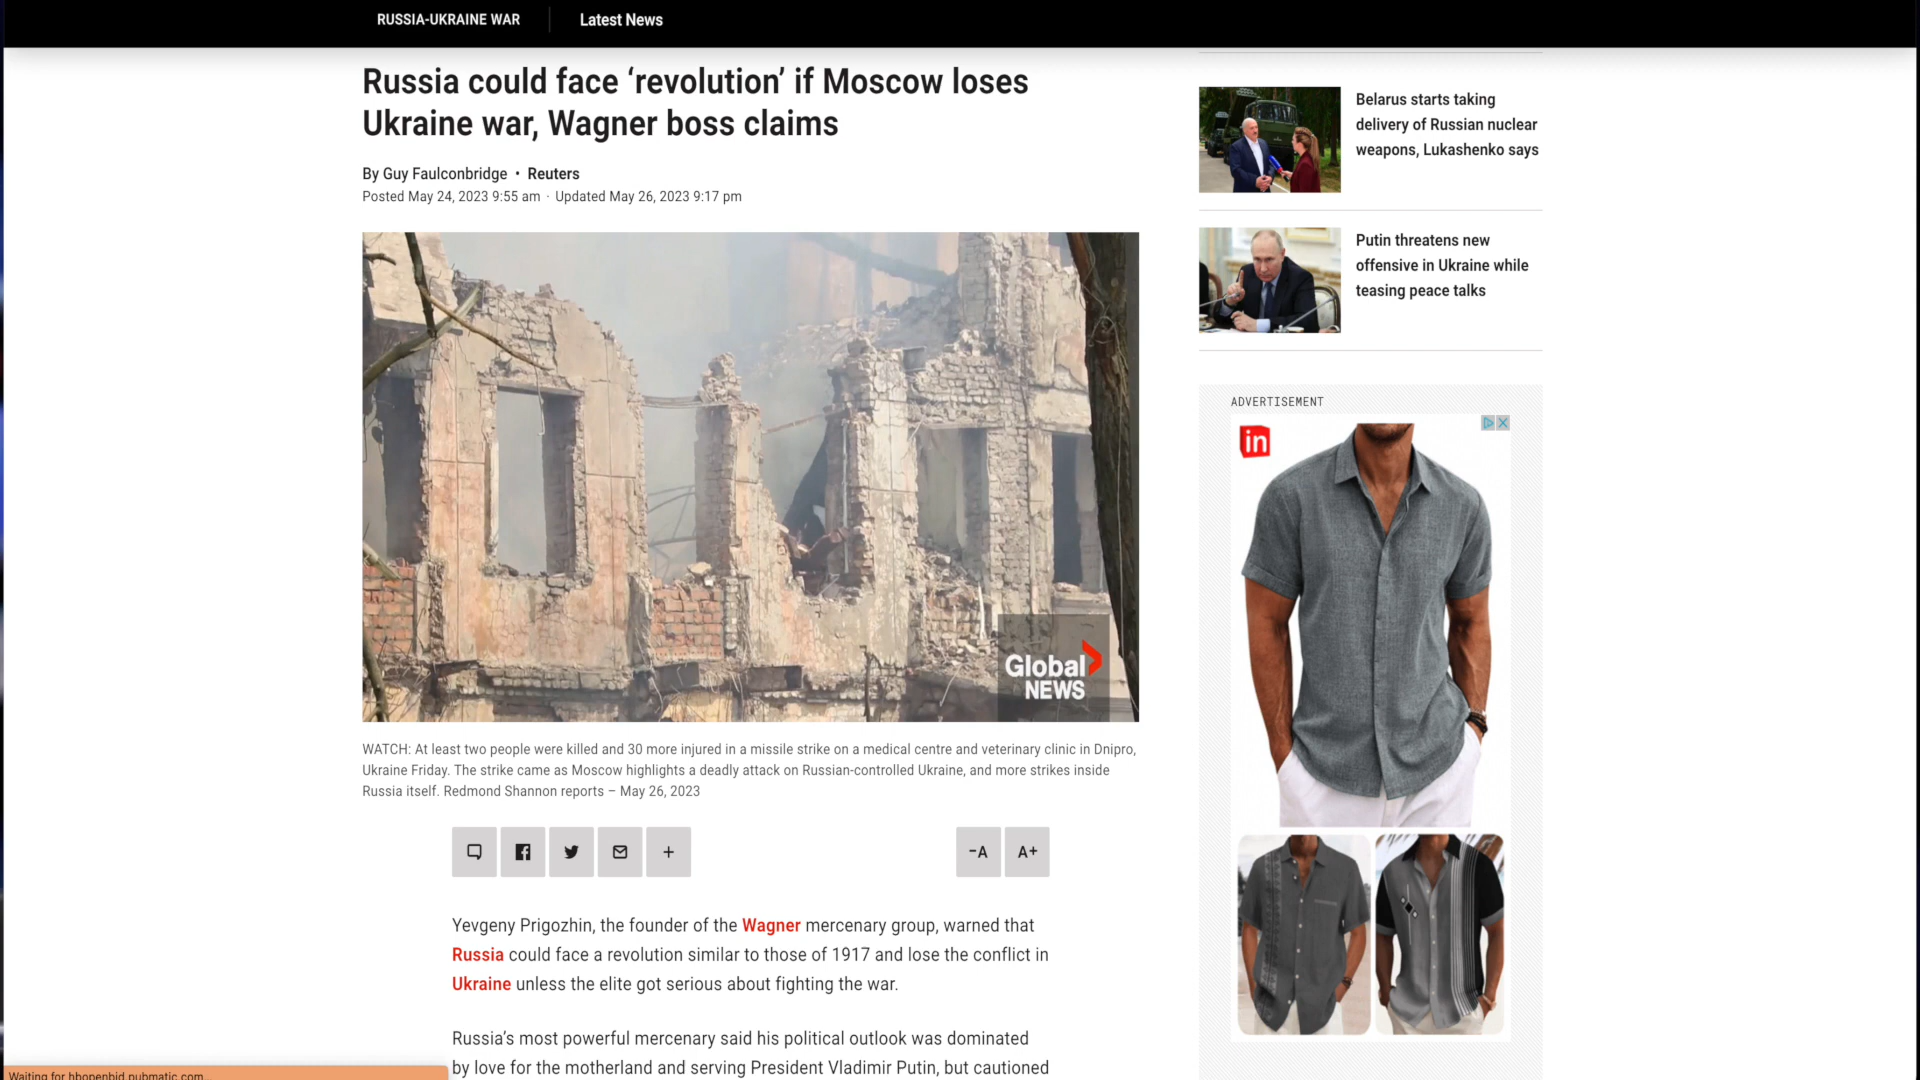 RUSSIA-UKRAINE WAR
Latest News
Russia could face ‘revolution’ if Moscow loses
Ukraine war, Wagner boss claims
By Guy Faulconbridge • Reuters
Posted May 24, 2023 9:55 am · Updated May 26, 2023 9:17 pm
Global
NEWS
WATCH: At least two people were killed and 30 more injured in a missile strike on a medical centre and veterinary clinic in Dnipro,
Ukraine Friday. The strike came as Moscow highlights a deadly attack on Russian-controlled Ukraine, and more strikes inside
Russia itself. Redmond Shannon reports – May 26, 2023
-A
A+
Yevgeny Prigozhin, the founder of the Wagner mercenary group, warned that
Russia could face a revolution similar to those of 1917 and lose the conflict in
Ukraine unless the elite got serious about fighting the war.
Russia’s most powerful mercenary said his political outlook was dominated
by love for the motherland and serving President Vladimir Putin, but cautioned
Belarus starts taking
delivery of Russian nuclear
weapons, Lukashenko says
Putin threatens new
offensive in Ukraine while
teasing peace talks
ADVERTISEMENT
in
Waiting for hbopenbid.pubmatic.com...